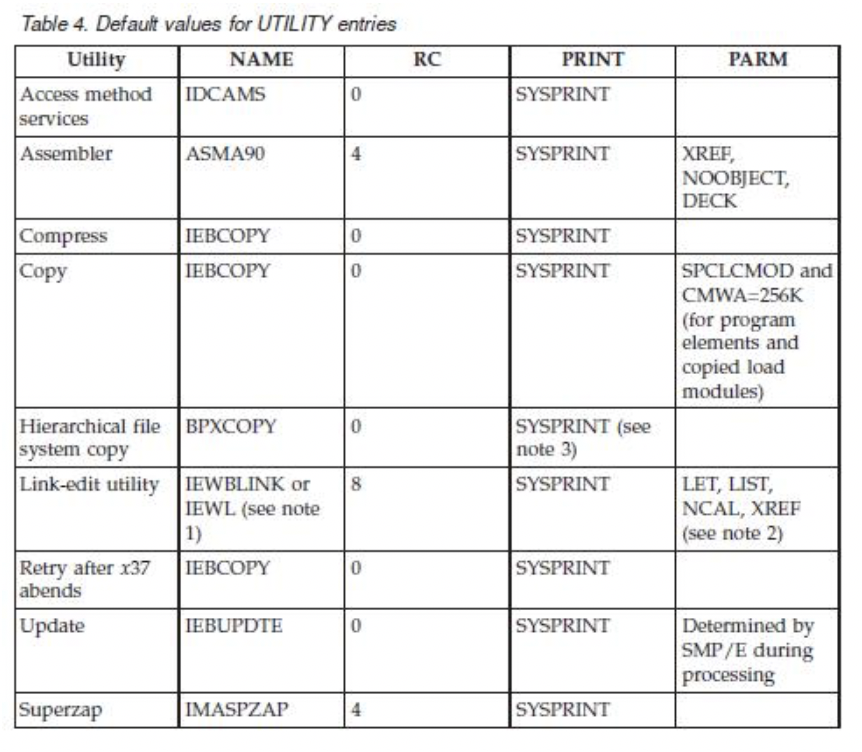 Table 4. Default values for UTILITY entries
Utility NAME RC PRINT PARM
Access method IDCAMS 0 SYSPRINT
services
Assembler ASMA90 4 SYSPRINT XREF,
NOOBJECT,
DECK
Compress IEBCOPY 0 SYSPRINT
Copy IEBCOPY 0 SYSPRINT SPCLCMOD and
CMWA=256K
(for program
elements and
copied load
modules)
Hierarchical file BPXCOPY 0 SYSPRINT (see
system copy note 3)
Link-edit utility IEWBLINK or 8 SYSPRINT LET, LIST,
IEWL (see note NCAL, XREF
1) (see note 2)
Retry after x37 IEBCOPY 0 SYSPRINT
abends
Update IEBUPDTE 0 SYSPRINT Determined by
SMP/E during
processing
Superzap IMASPZAP 4 SYSPRINT